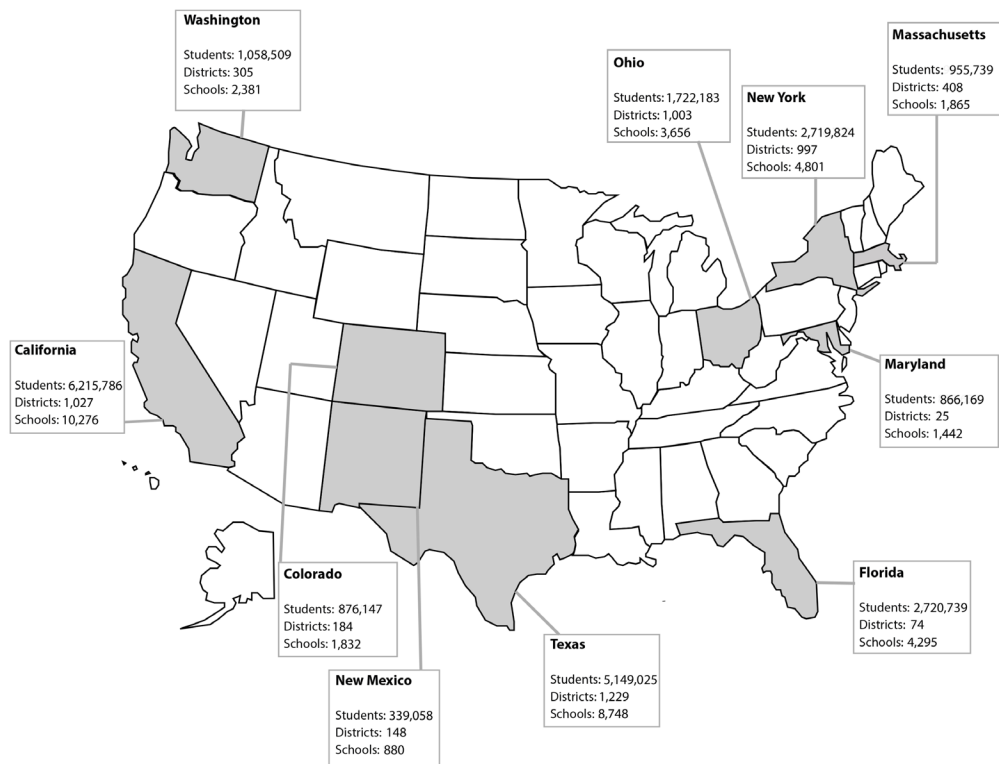 Washington
Students: 1,058,509
Districts: 305
Schools: 2,381
Massachusetts
Students: 955,739
Districts: 408
Schools: 1,865
Ohio
Students: 1,722,183
Districts: 1,003
Schools: 3,656
New York
Students: 2,719,824
Districts: 997
Schools: 4,801
California
Students: 6,215,786
Districts: 1,027
Schools: 10,276
Maryland
Students: 866,169
Districts: 25
Schools: 1,442
Colorado
Students: 876,147
Districts: 184
Schools: 1,832
Florida
Students: 2,720,739
Districts: 74
Schools: 4,295
Texas
Students: 5,149,025
Districts: 1,229
Schools: 8,748
New Mexico
Students: 339,058
Districts: 148
Schools: 880